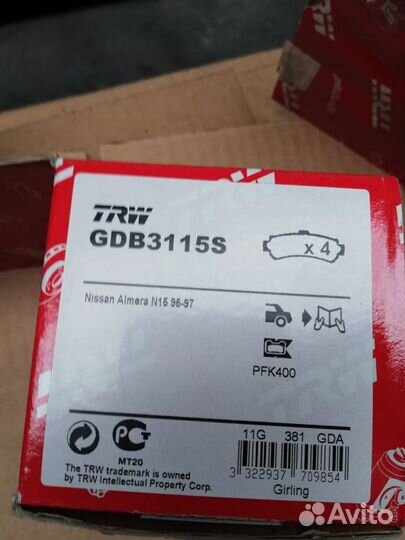 TRW
TRW
GDB3115S
x 4
Nissan Almera N15 96-97
PFK400
MT20
The TRW trademark is owned
by TRW Intellectual Property Corp.
11G 381 GDA
3 322937 709854
Girling
Avito